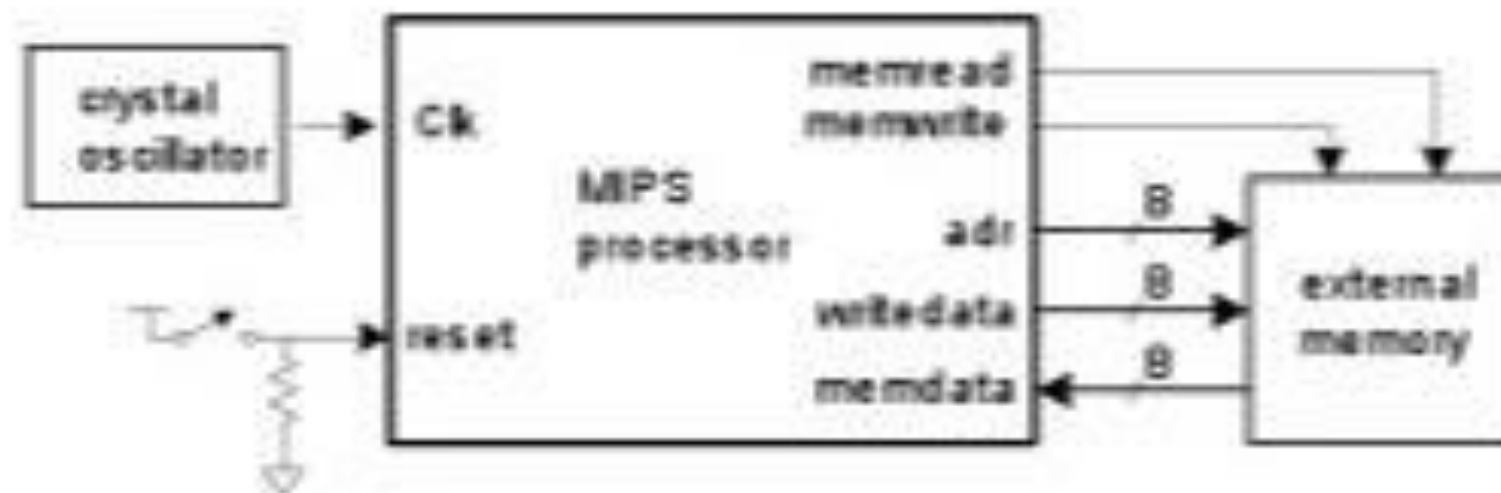 crystal
oscillator
Clk
reset
MIPS
processor
memread
memwrite
adr
writedata
memdata
8
8
8
external
memory